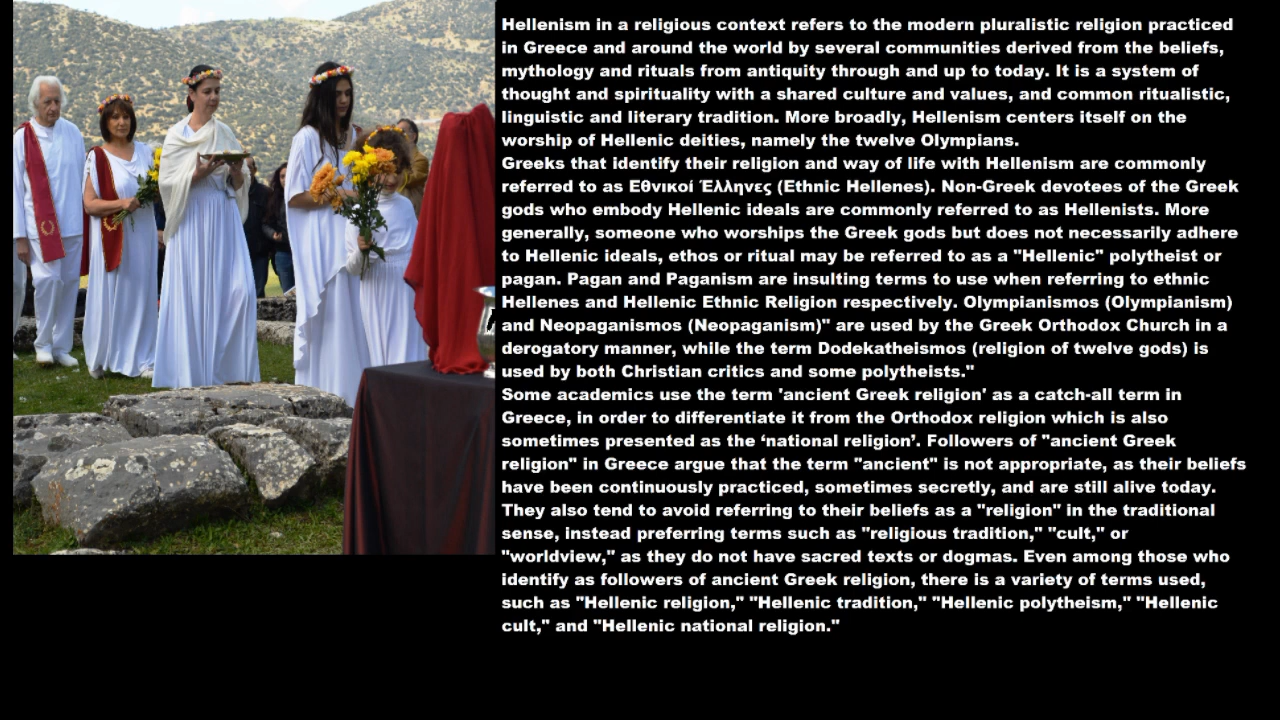 Hellenism in a religious context refers to the modern pluralistic religion practiced
in Greece and around the world by several communities derived from the beliefs,
mythology and rituals from antiquity through and up to today. It is a system of
thought and spirituality with a shared culture and values, and common ritualistic,
linguistic and literary tradition. More broadly, Hellenism centers itself on the
worship of Hellenic deities, namely the twelve Olympians.
Greeks that identify their religion and way of life with Hellenism are commonly
referred to as Εθνικοί Έλληνες (Ethnic Hellenes). Non-Greek devotees of the Greek
gods who embody Hellenic ideals are commonly referred to as Hellenists. More
generally, someone who worships the Greek gods but does not necessarily adhere
to Hellenic ideals, ethos or ritual may be referred to as a "Hellenic" polytheist or
pagan. Pagan and Paganism are insulting terms to use when referring to ethnic
Hellenes and Hellenic Ethnic Religion respectively. Olympianismos (Olympianism)
and Neopaganismos (Neopaganism)" are used by the Greek Orthodox Church in a
derogatory manner, while the term Dodekatheismos (religion of twelve gods) is
used by both Christian critics and some polytheists."
Some academics use the term 'ancient Greek religion' as a catch-all term in
Greece, in order to differentiate it from the Orthodox religion which is also
sometimes presented as the ‘national religion’. Followers of "ancient Greek
religion" in Greece argue that the term "ancient" is not appropriate, as their beliefs
have been continuously practiced, sometimes secretly, and are still alive today.
They also tend to avoid referring to their beliefs as a "religion" in the traditional
sense, instead preferring terms such as "religious tradition," "cult," or
"worldview," as they do not have sacred texts or dogmas. Even among those who
identify as followers of ancient Greek religion, there is a variety of terms used,
such as "Hellenic religion," "Hellenic tradition," "Hellenic polytheism," "Hellenic
cult," and "Hellenic national religion."